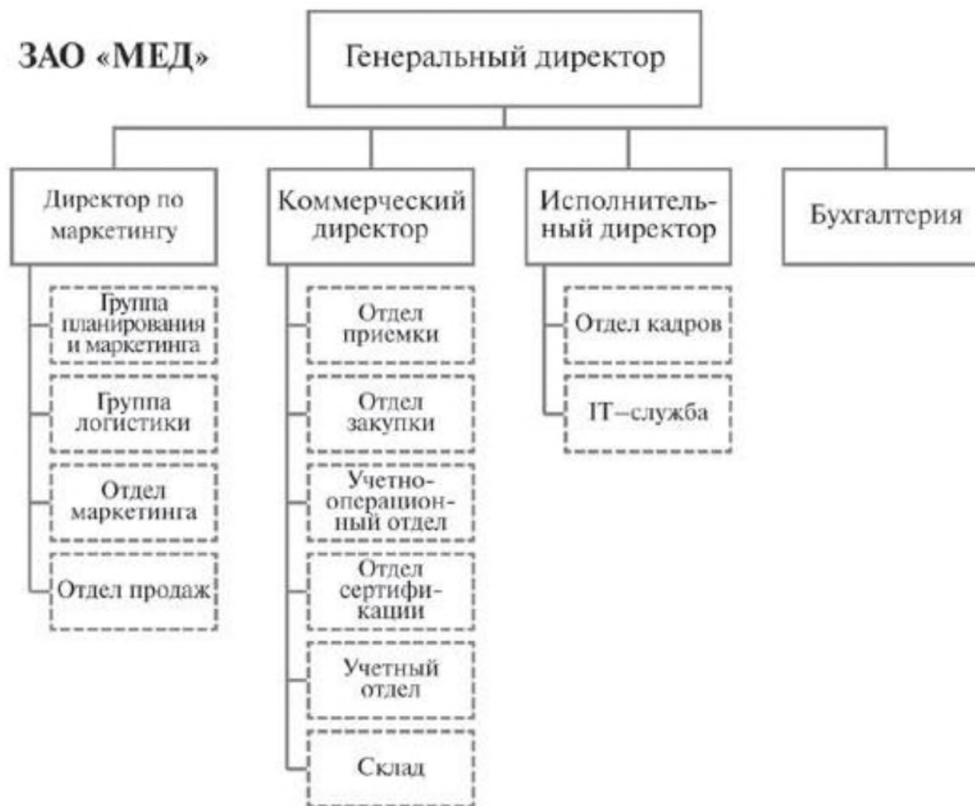 ЗАО «МЕД»
Генеральный директор
Директор по
маркетингу
Группа
планирования
и маркетинга
Группа
логистики
Отдел
маркетинга
Отдел продаж
Коммерческий
директор
Отдел
приемки
Отдел
закупки
Учетно-
операцион-
ный отдел
Отдел
сертифи-
кации
Учетный
отдел
Склад
Исполнитель-
ный директор
Отдел кадров
IT–служба
Бухгалтерия